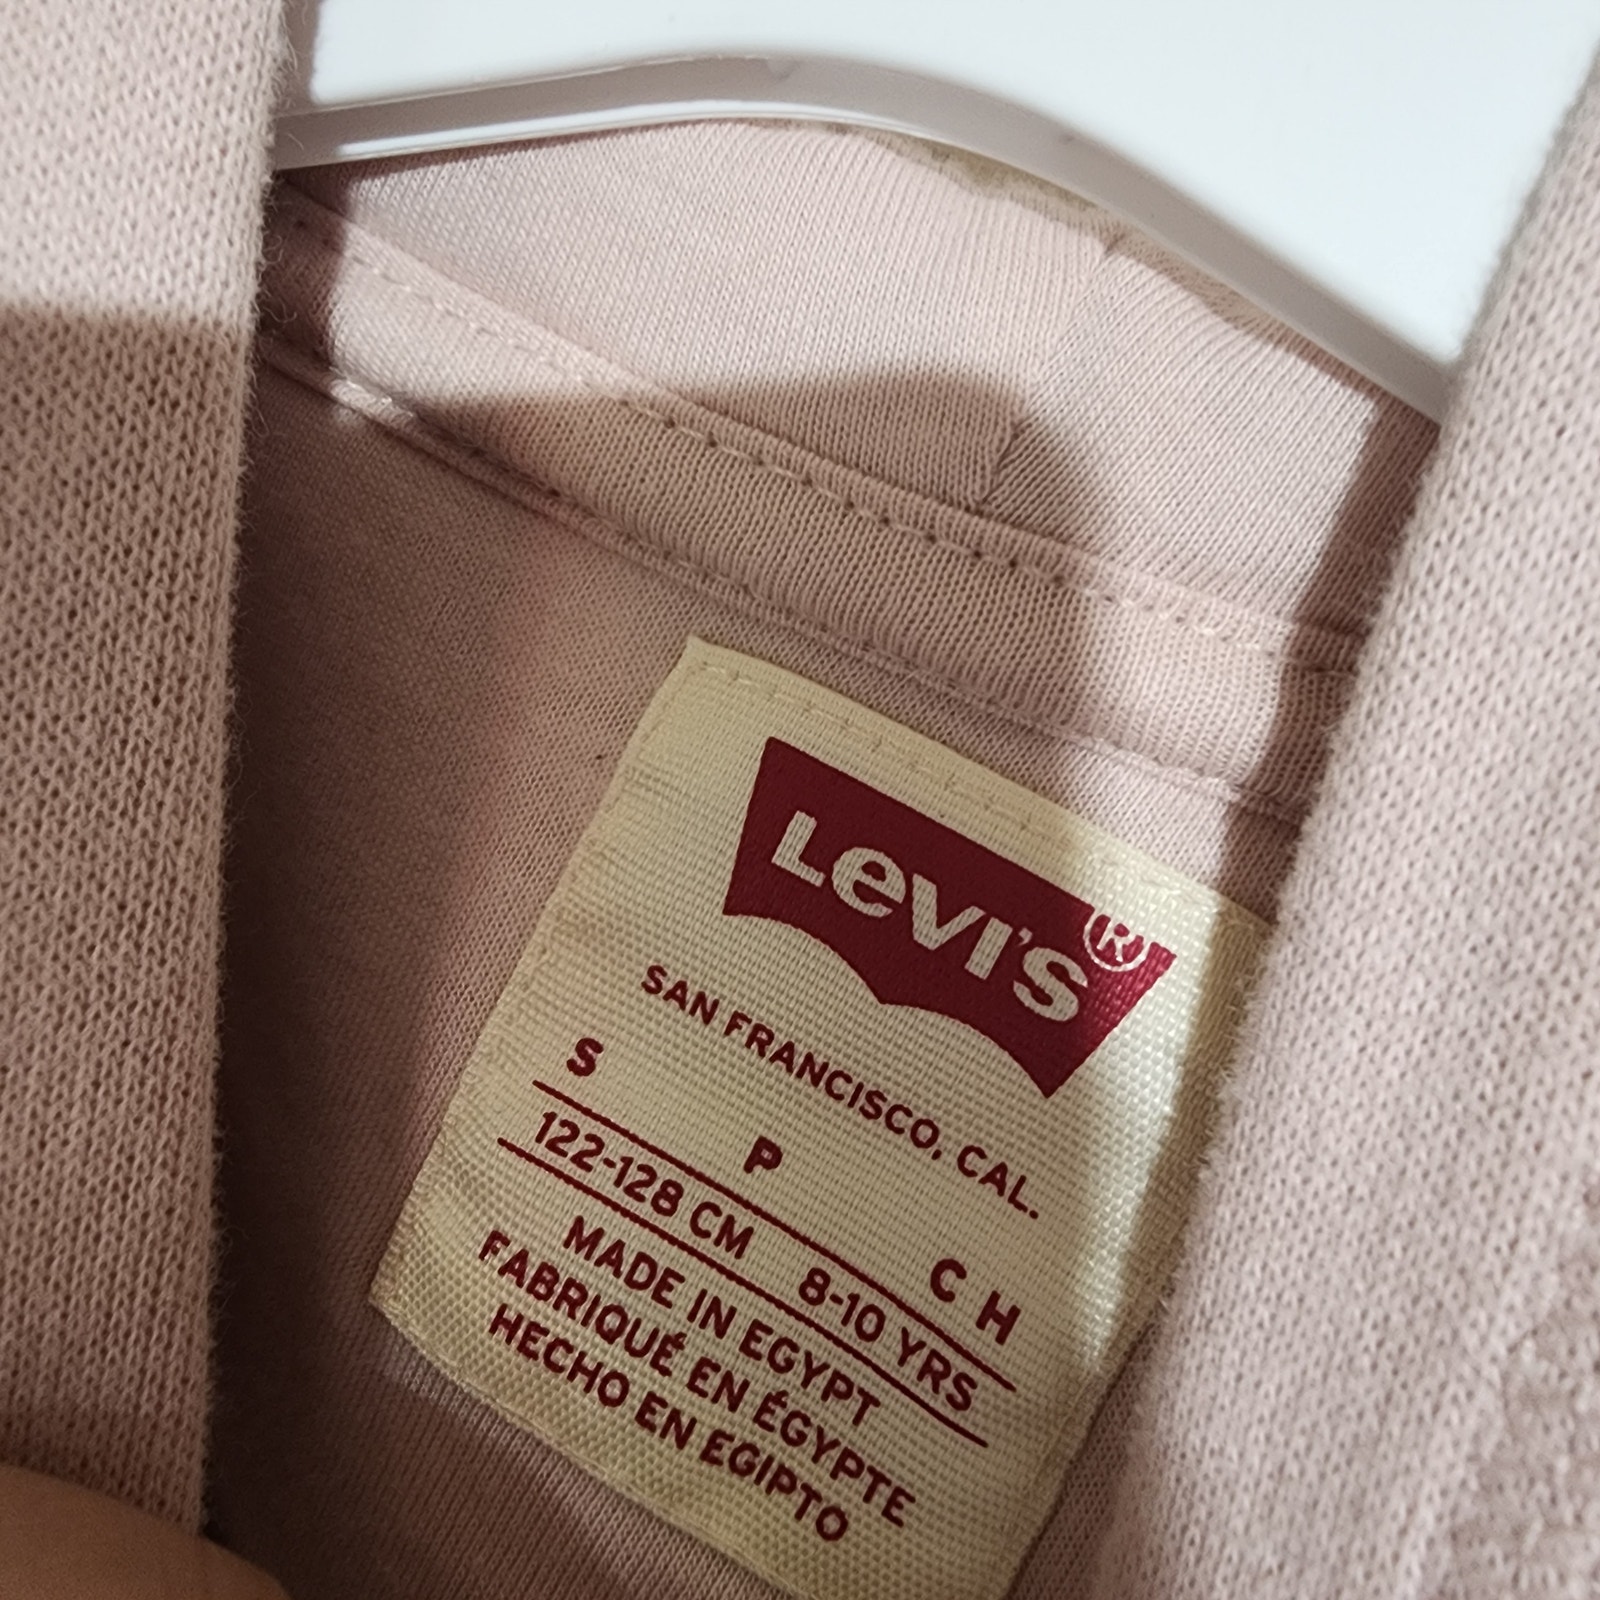 Levi's®
SAN FRANCISCO, CAL.
S P C H
122-128 CM 8-10 YRS
MADE IN EGYPT
FABRIQUÉ EN ÉGYPTE
HECHO EN EGIPTO